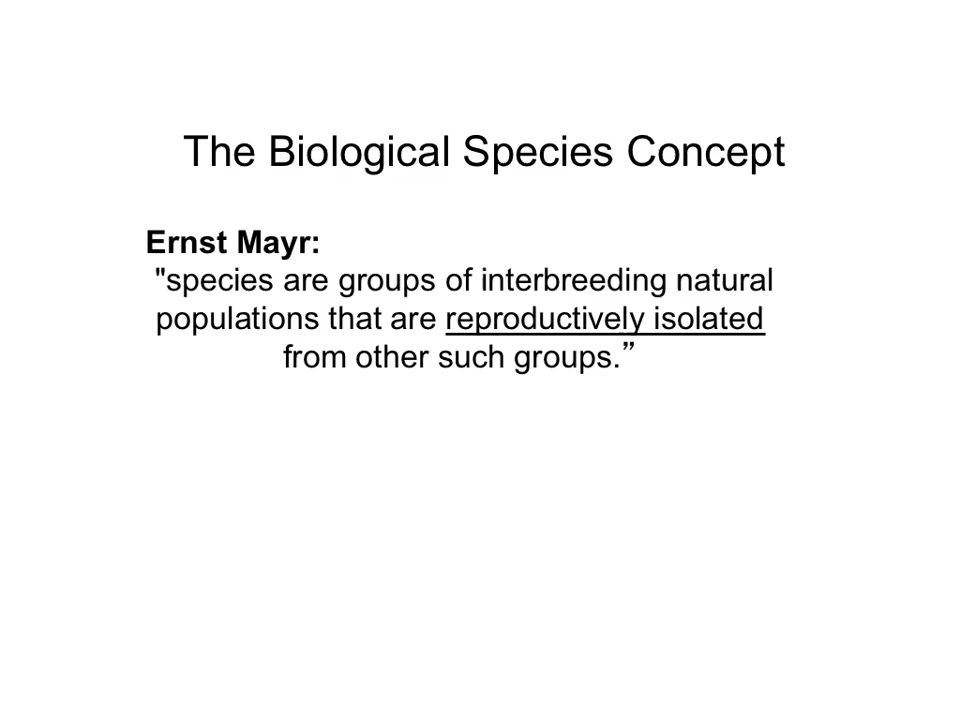 The Biological Species Concept
Ernst Mayr:
"species are groups of interbreeding natural
populations that are reproductively isolated
from other such groups.”